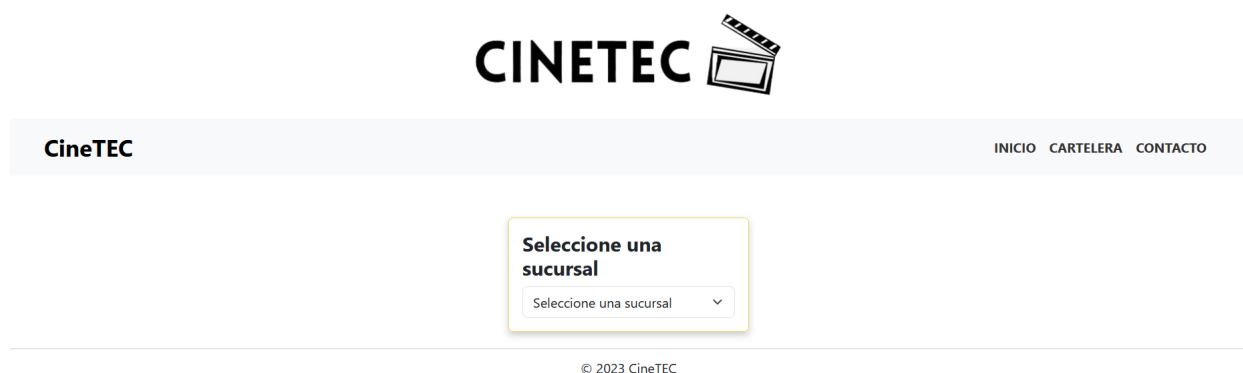 CINETEC
CineTEC
INICIO CARTELERA CONTACTO
Seleccione una
sucursal
Seleccione una sucursal
© 2023 CineTEC